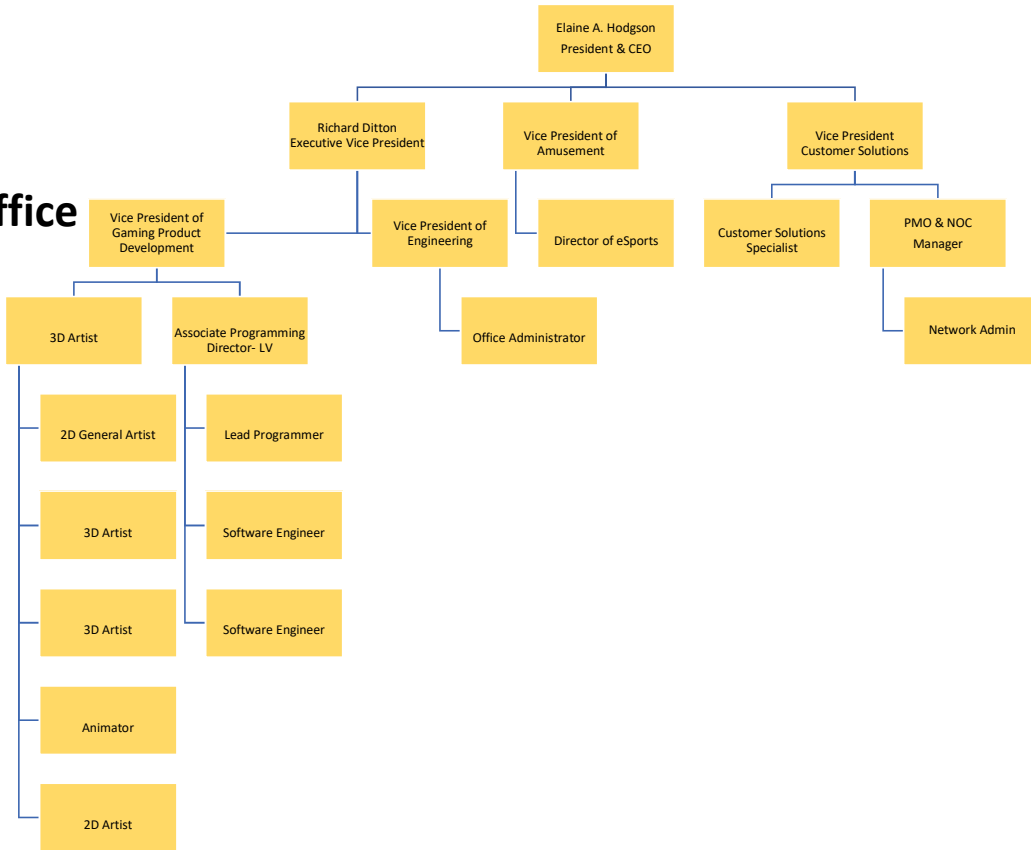 Elaine A. Hodgson
President & CEO
Richard Ditton
Executive Vice President
Vice President of
Amusement
Vice President
Customer Solutions
ffice
Vice President of
Gaming Product
Development
Vice President of
Engineering
Director of eSports
Customer Solutions
Specialist
PMO & NOC
Manager
3D Artist
Associate Programming
Director- LV
Office Administrator
Network Admin
2D General Artist
Lead Programmer
3D Artist
Software Engineer
3D Artist
Software Engineer
Animator
2D Artist